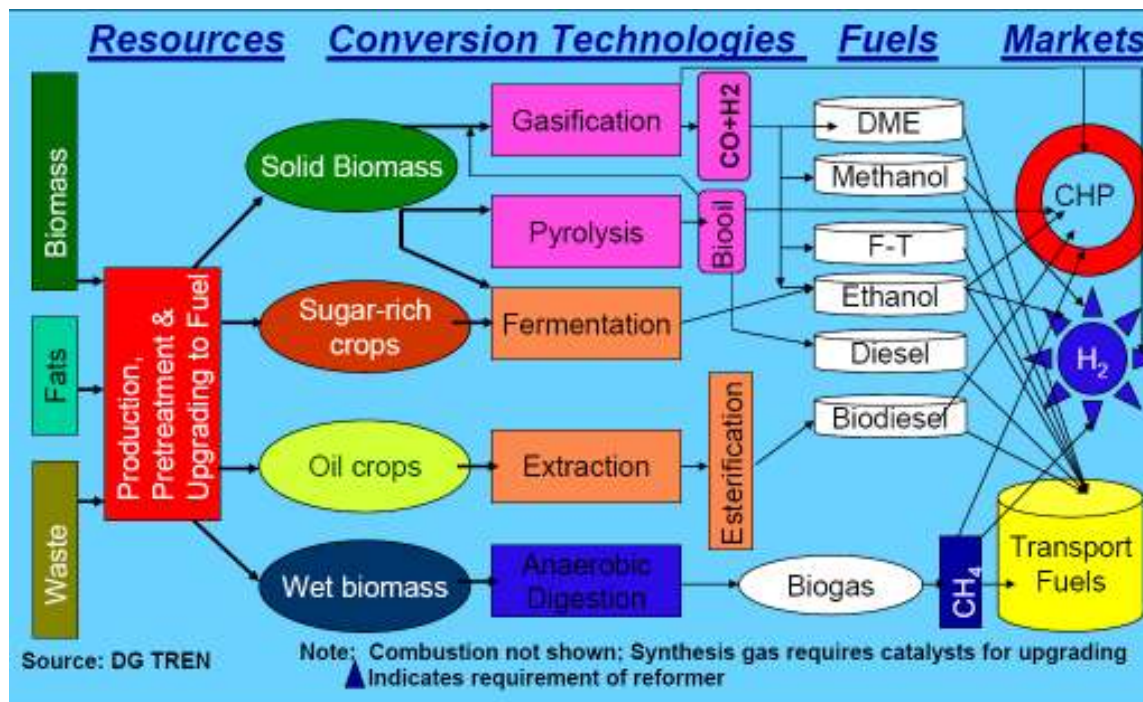 Resources
Conversion Technologies
Fuels
Markets
Biomass
Fats
Waste
Production,
Pretreatment &
Upgrading to Fuel
Solid Biomass
Sugar-rich
crops
Oil crops
Wet biomass
Gasification
Pyrolysis
Fermentation
Extraction
Anaerobic
Digestion
CO+H2
Biooil
Esterification
Biogas
DME
Methanol
F-T
Ethanol
Diesel
Biodiesel
CH₄
CHP
H₂
Transport
Fuels
Source: DG TREN
Note: Combustion not shown; Synthesis gas requires catalysts for upgrading
Indicates requirement of reformer